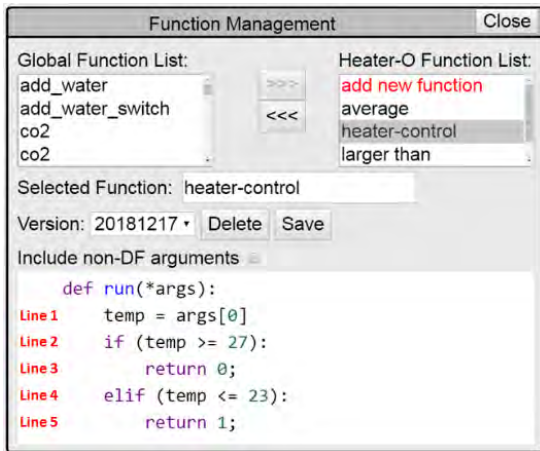 Function Management Close
Global Function List: Heater-O Function List:
add_water >>> add new function
add_water_switch average
co2 <<< heater-control
co2 larger than
Selected Function: heater-control
Version: 20181217 Delete Save
Include non-DF arguments
def run(*args):
Line 1 temp = args[0]
Line 2 if (temp >= 27):
Line 3 return 0;
Line 4 elif (temp <= 23):
Line 5 return 1;